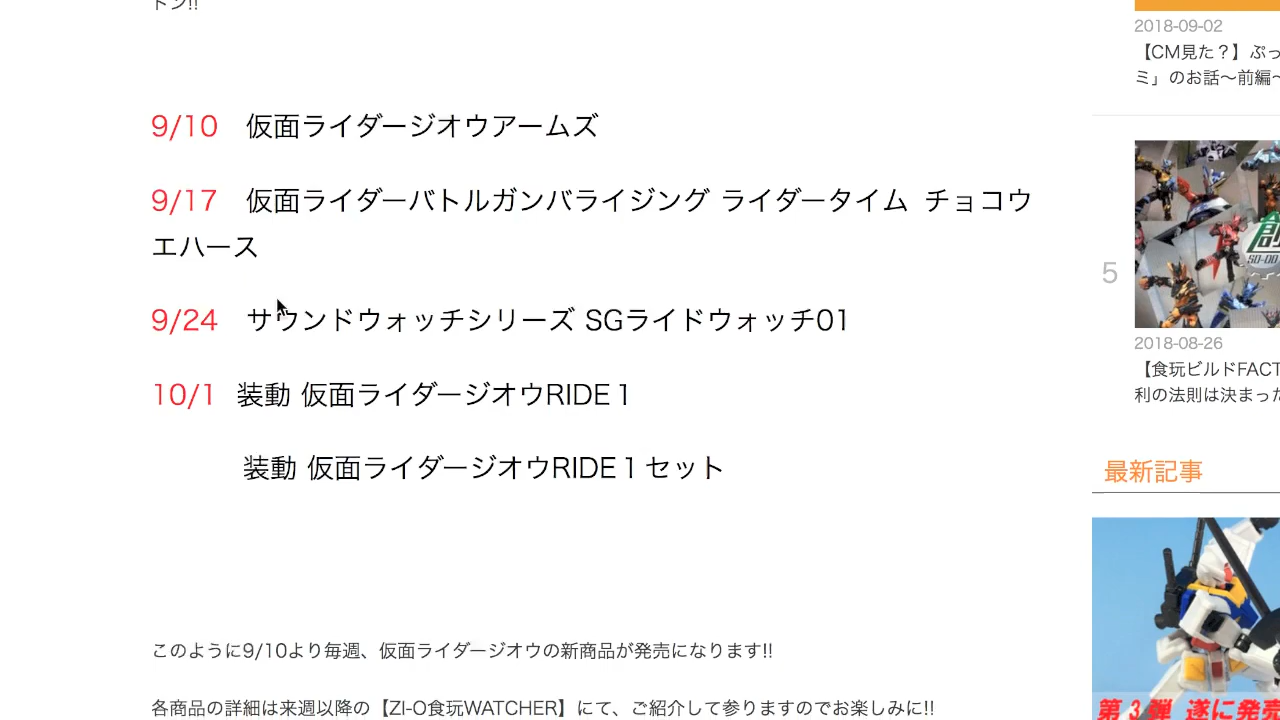 トン!!
9/10 仮面ライダージオウアームズ
9/17 仮面ライダーバトルガンバライジング ライダータイム チョコウ
エハース
9/24 サウンドウォッチシリーズ SGライドウォッチ01
10/1 装動 仮面ライダージオウRIDE１
装動 仮面ライダージオウRIDE１セット
このように9/10より毎週、仮面ライダージオウの新商品が発売になります!!
各商品の詳細は来週以降の【ZI-O食玩WATCHER】にて、ご紹介して参りますのでお楽しみに!!
2018-09-02
【CM見た？】ぷっ
ミ」のお話〜前編〜
5
創
SO-DO
2018-08-26
【食玩ビルドFACT
利の法則は決まった
最新記事
第3弾 遂に発売